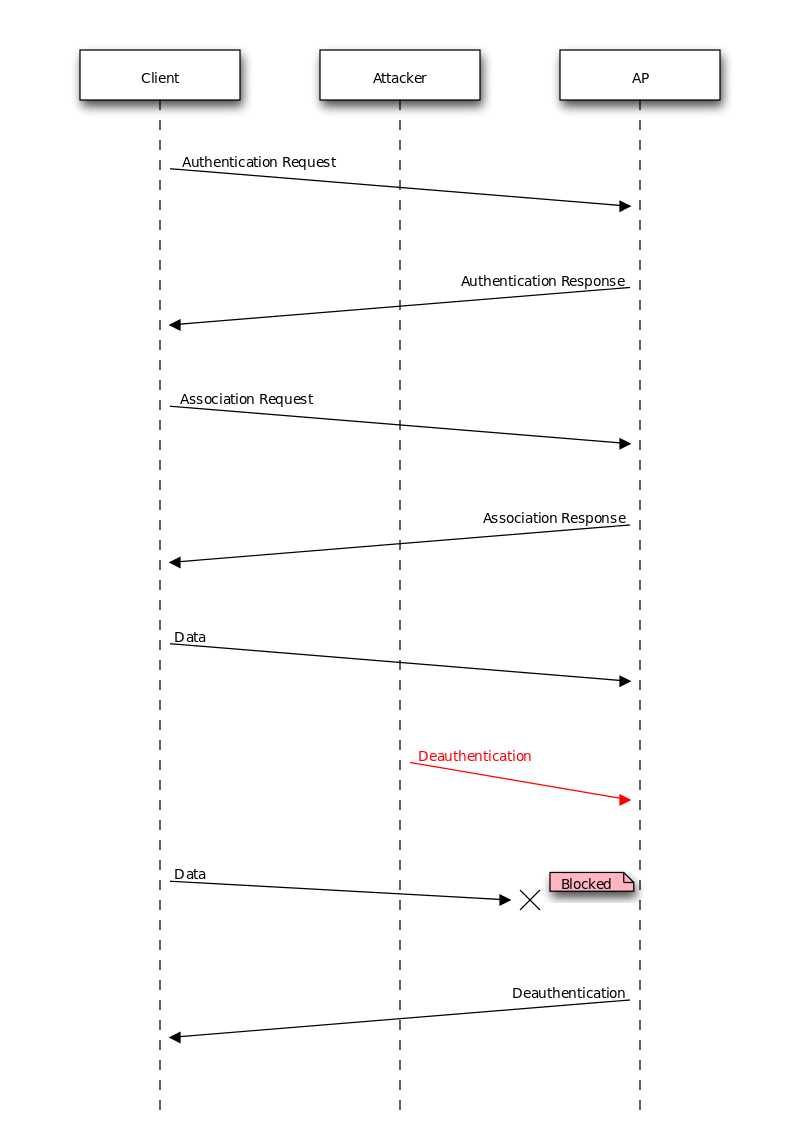 Client
Attacker
AP
Authentication Request
Authentication Response
Association Request
Association Response
Data
Deauthentication
Data
Blocked
Deauthentication